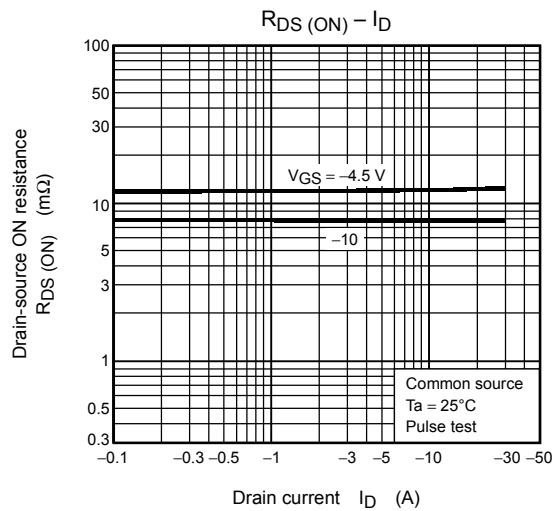 RDS (ON) – ID
Drain-source ON resistance
RDS (ON) (mΩ)
100
50
30
10
5
3
1
0.5
0.3
VGS = −4.5 V
−10
Common source
Ta = 25°C
Pulse test
−0.1
−0.3
−0.5
−1
−3
−5
−10
−30
−50
Drain current ID (A)